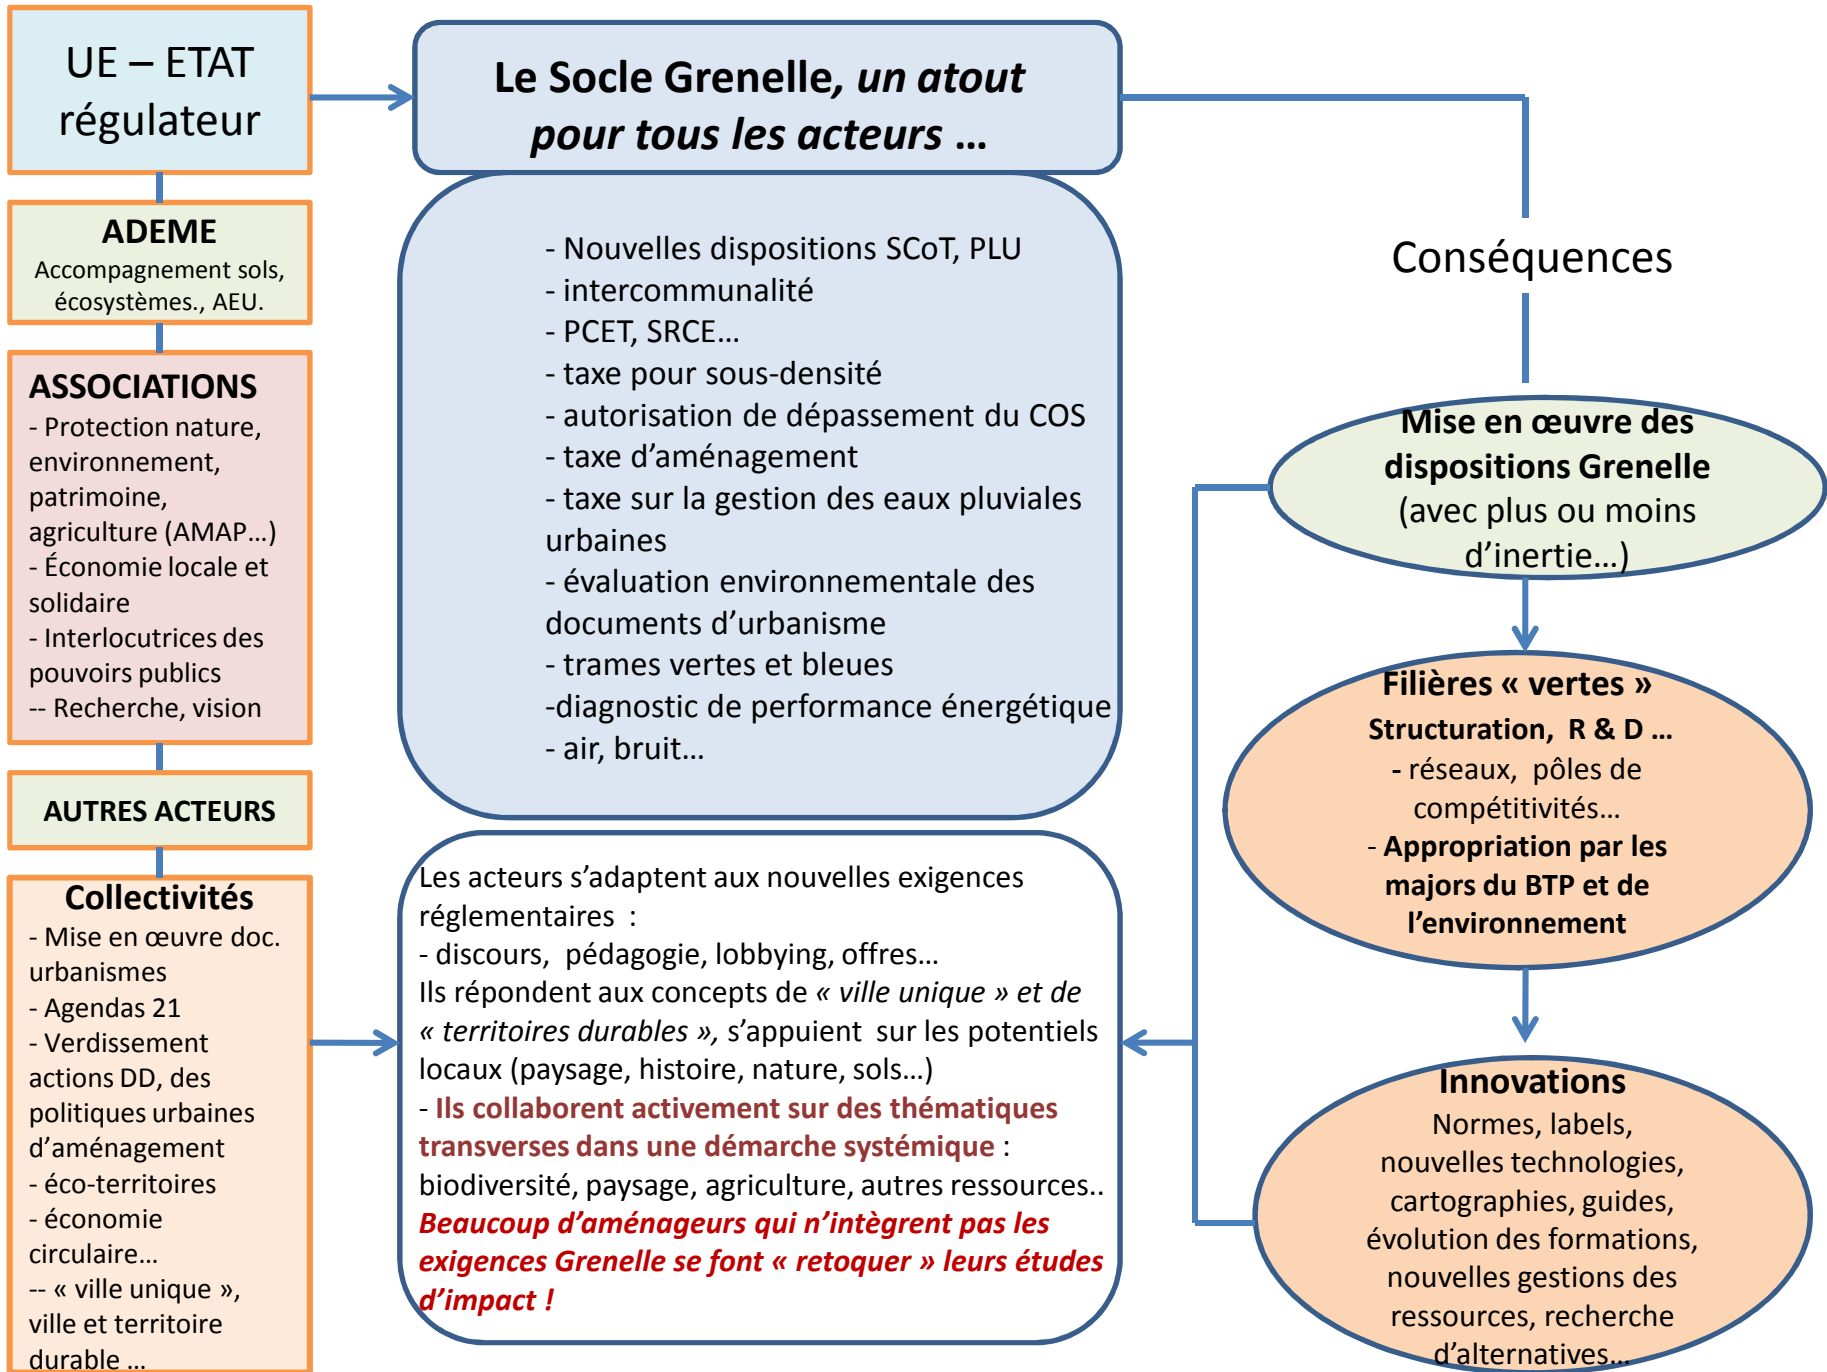 UE – ETAT
régulateur
ADEME
Accompagnement sols,
écosystèmes., AEU.
ASSOCIATIONS
- Protection nature,
environnement,
patrimoine,
agriculture (AMAP…)
- Économie locale et
solidaire
- Interlocutrices des
pouvoirs publics
-- Recherche, vision
AUTRES ACTEURS
Collectivités
- Mise en œuvre doc.
urbanismes
- Agendas 21
- Verdissement
actions DD, des
politiques urbaines
d’aménagement
- éco-territoires
- économie
circulaire…
-- « ville unique »,
ville et territoire
durable …
Le Socle Grenelle, un atout
pour tous les acteurs …
- Nouvelles dispositions SCoT, PLU
- intercommunalité
- PCET, SRCE…
- taxe pour sous-densité
- autorisation de dépassement du COS
- taxe d’aménagement
- taxe sur la gestion des eaux pluviales
urbaines
- évaluation environnementale des
documents d’urbanisme
- trames vertes et bleues
-diagnostic de performance énergétique
- air, bruit…
Les acteurs s’adaptent aux nouvelles exigences
réglementaires :
- discours, pédagogie, lobbying, offres…
Ils répondent aux concepts de « ville unique » et de
« territoires durables », s’appuient sur les potentiels
locaux (paysage, histoire, nature, sols…)
- Ils collaborent activement sur des thématiques
transverses dans une démarche systémique :
biodiversité, paysage, agriculture, autres ressources..
Beaucoup d’aménageurs qui n’intègrent pas les
exigences Grenelle se font « retoquer » leurs études
d’impact !
Conséquences
Mise en œuvre des
dispositions Grenelle
(avec plus ou moins
d’inertie…)
Filières « vertes »
Structuration, R & D …
- réseaux, pôles de
compétitivités…
- Appropriation par les
majors du BTP et de
l’environnement
Innovations
Normes, labels,
nouvelles technologies,
cartographies, guides,
évolution des formations,
nouvelles gestions des
ressources, recherche
d’alternatives…